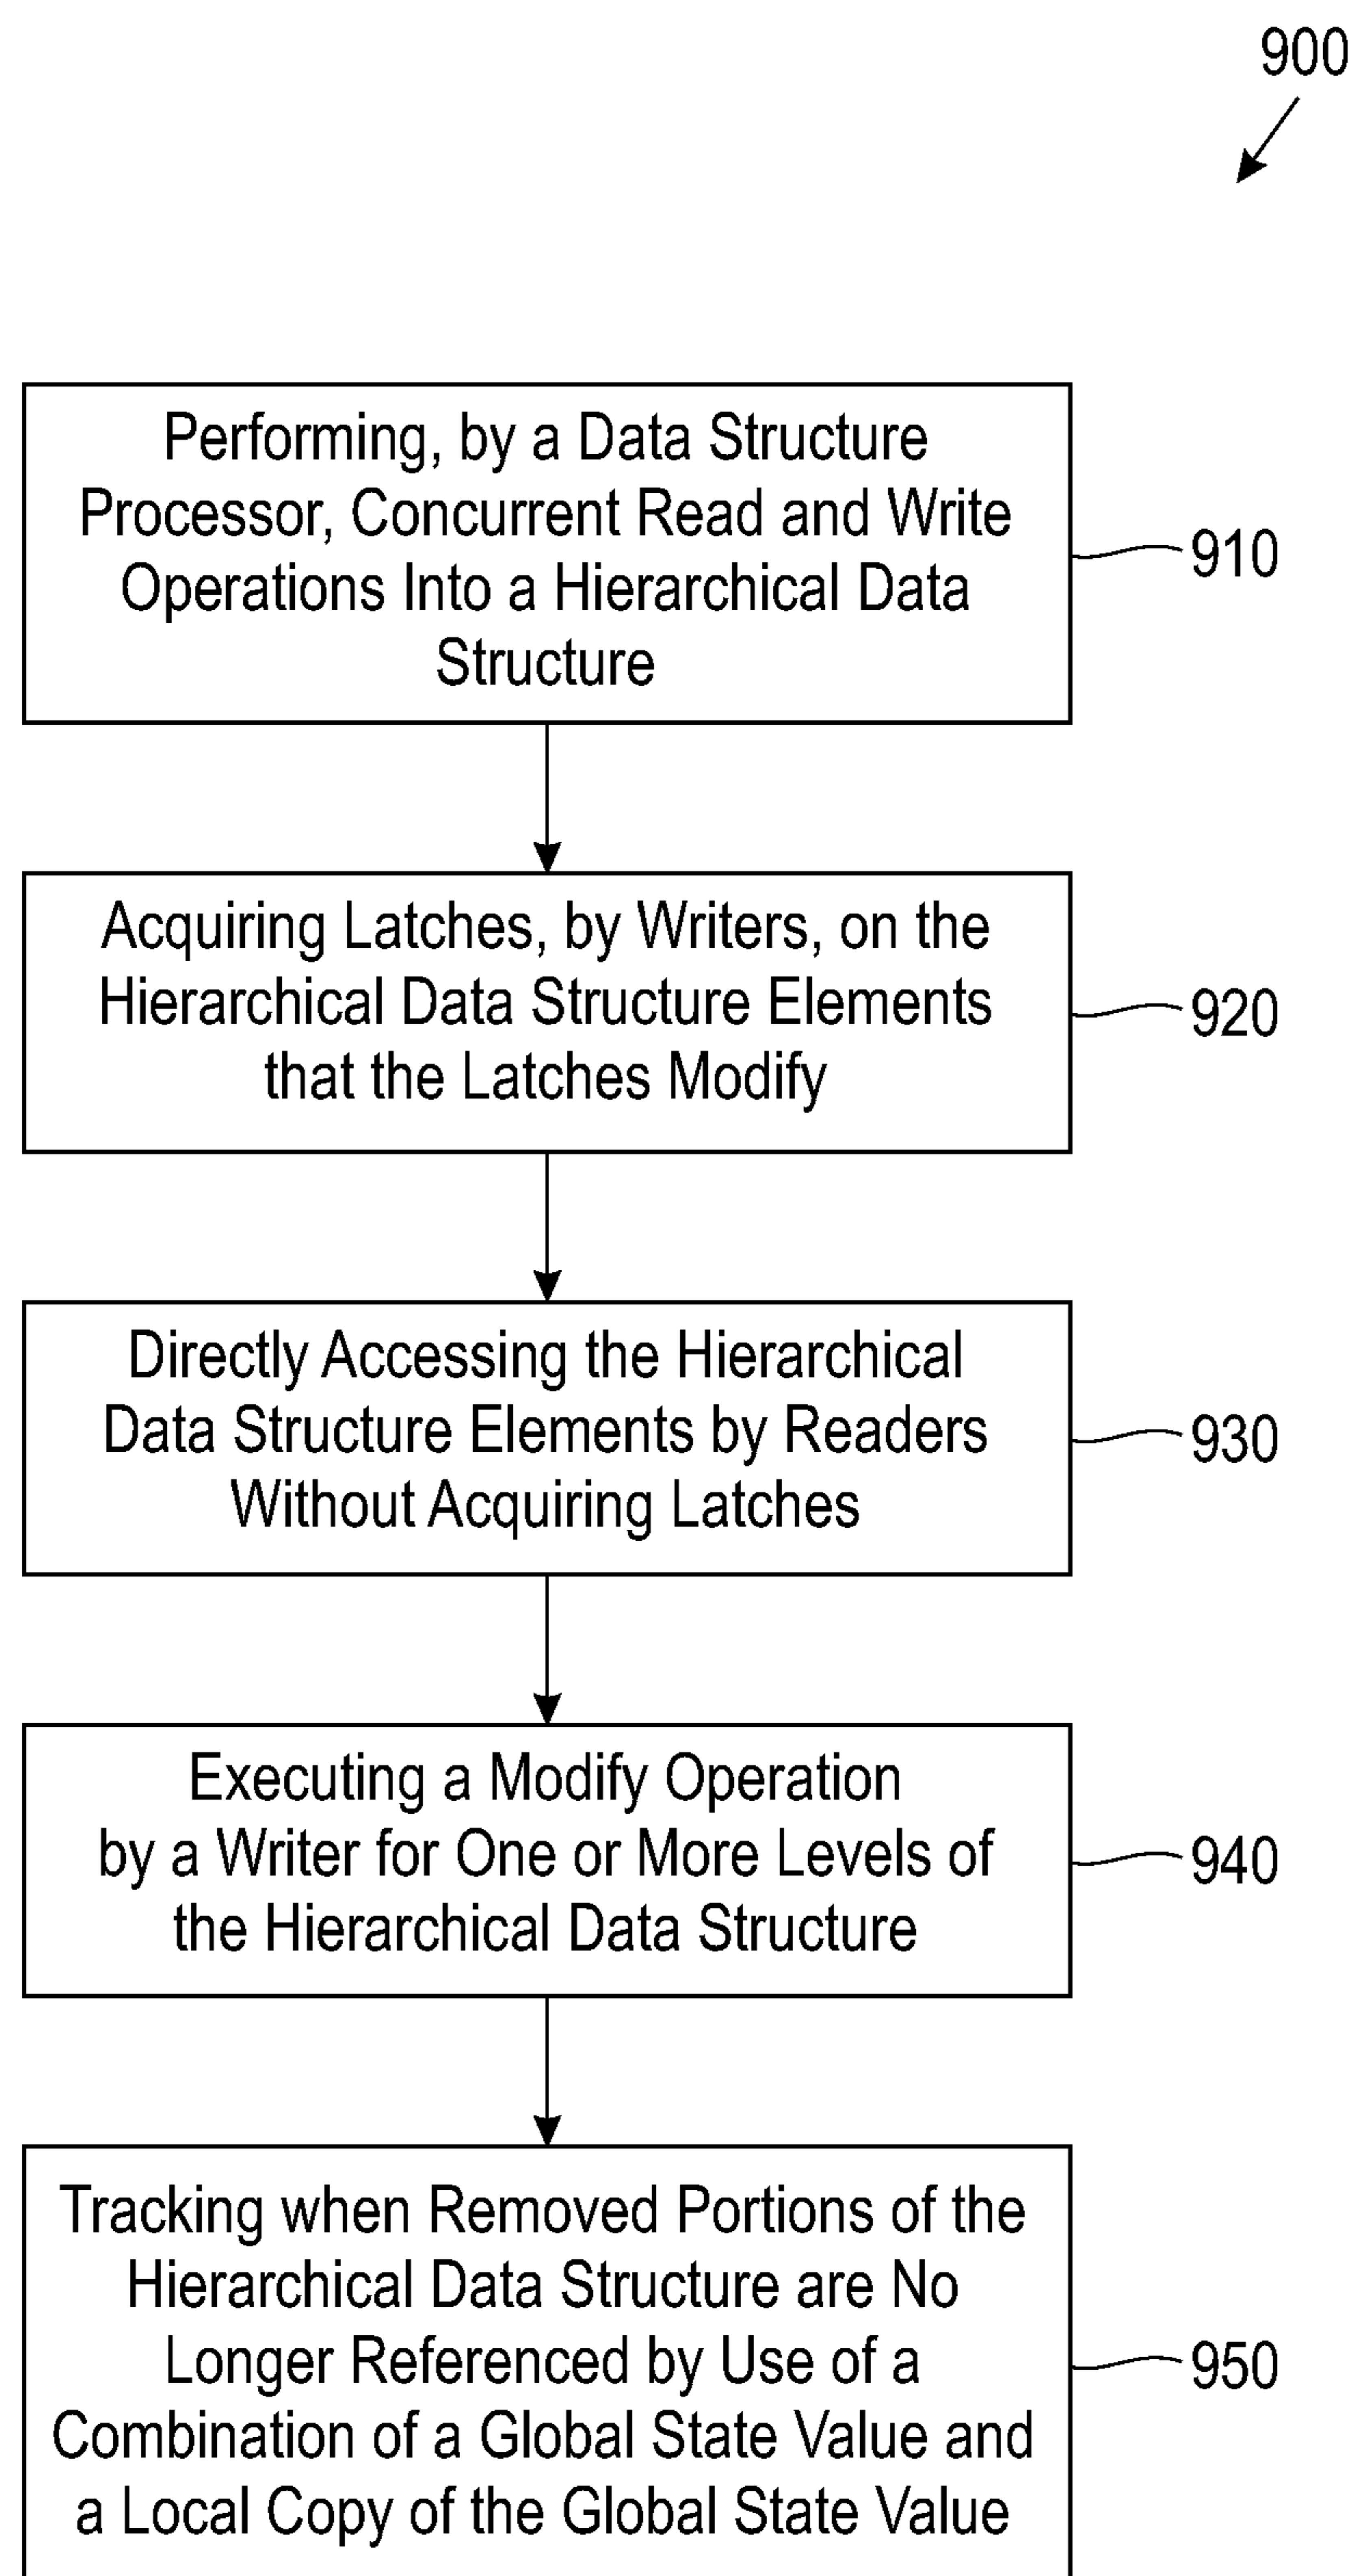 900
Performing, by a Data Structure
Processor, Concurrent Read and Write
Operations Into a Hierarchical Data
Structure
910
Acquiring Latches, by Writers, on the
Hierarchical Data Structure Elements
that the Latches Modify
920
Directly Accessing the Hierarchical
Data Structure Elements by Readers
Without Acquiring Latches
930
Executing a Modify Operation
by a Writer for One or More Levels of
the Hierarchical Data Structure
940
Tracking when Removed Portions of the
Hierarchical Data Structure are No
Longer Referenced by Use of a
Combination of a Global State Value and
a Local Copy of the Global State Value
950